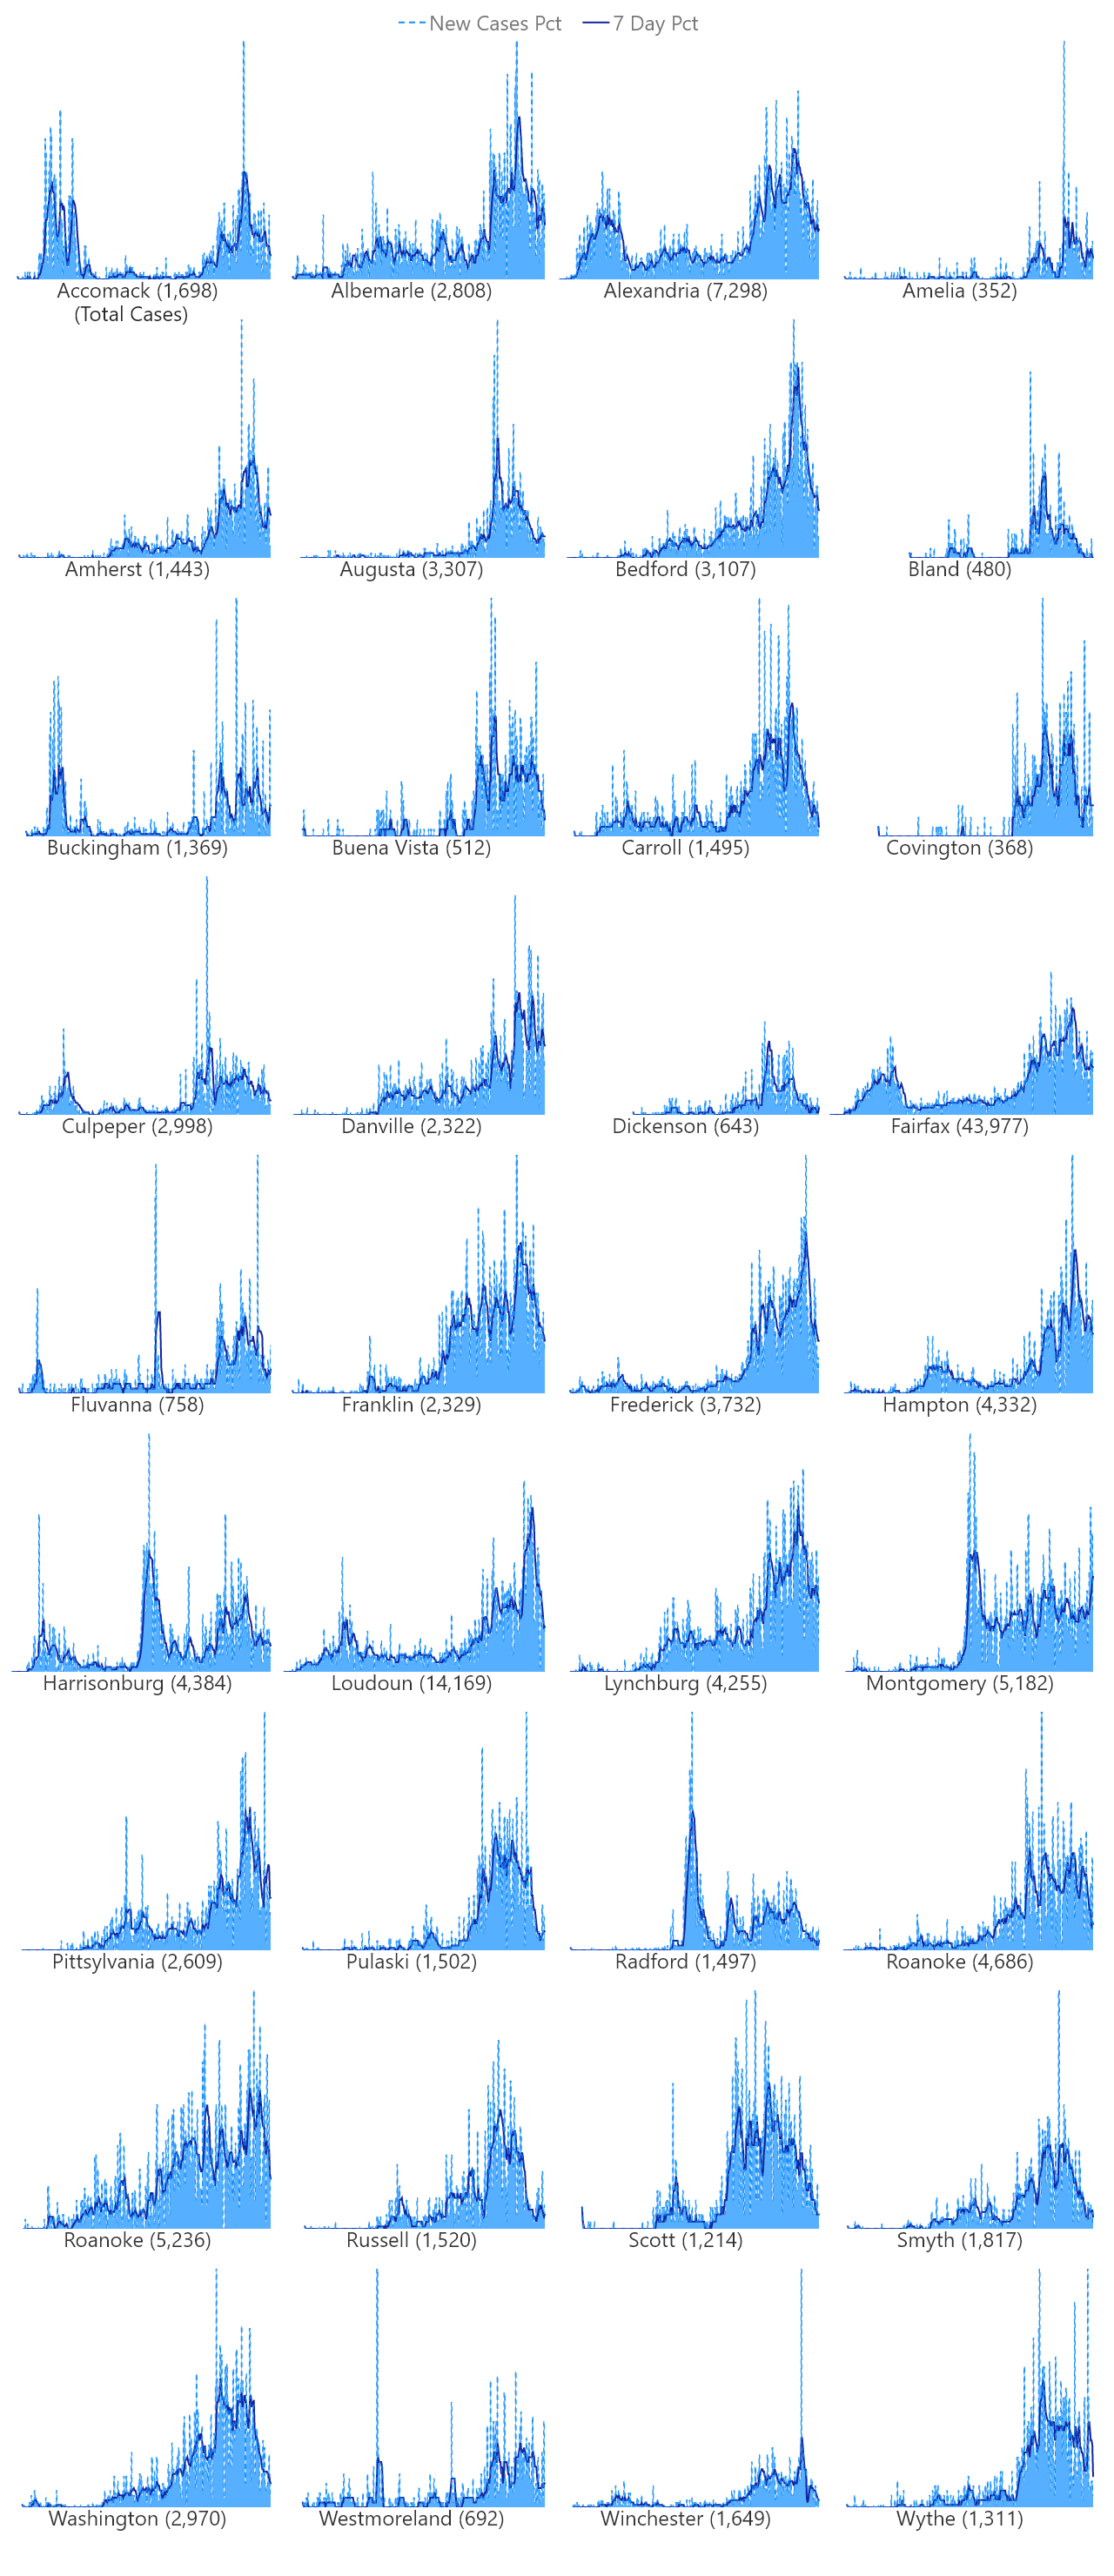 New Cases Pct 7 Day Pct
Accomack (1,698) Albemarle (2,808) Alexandria (7,298) Amelia (352)
(Total Cases)
Amherst (1,443) Augusta (3,307) Bedford (3,107) Bland (480)
Buckingham (1,369) Buena Vista (512) Carroll (1,495) Covington (368)
Culpeper (2,998) Danville (2,322) Dickenson (643) Fairfax (43,977)
Fluvanna (758) Franklin (2,329) Frederick (3,732) Hampton (4,332)
Harrisonburg (4,384) Loudoun (14,169) Lynchburg (4,255) Montgomery (5,182)
Pittsylvania (2,609) Pulaski (1,502) Radford (1,497) Roanoke (4,686)
Roanoke (5,236) Russell (1,520) Scott (1,214) Smyth (1,817)
Washington (2,970) Westmoreland (692) Winchester (1,649) Wythe (1,311)